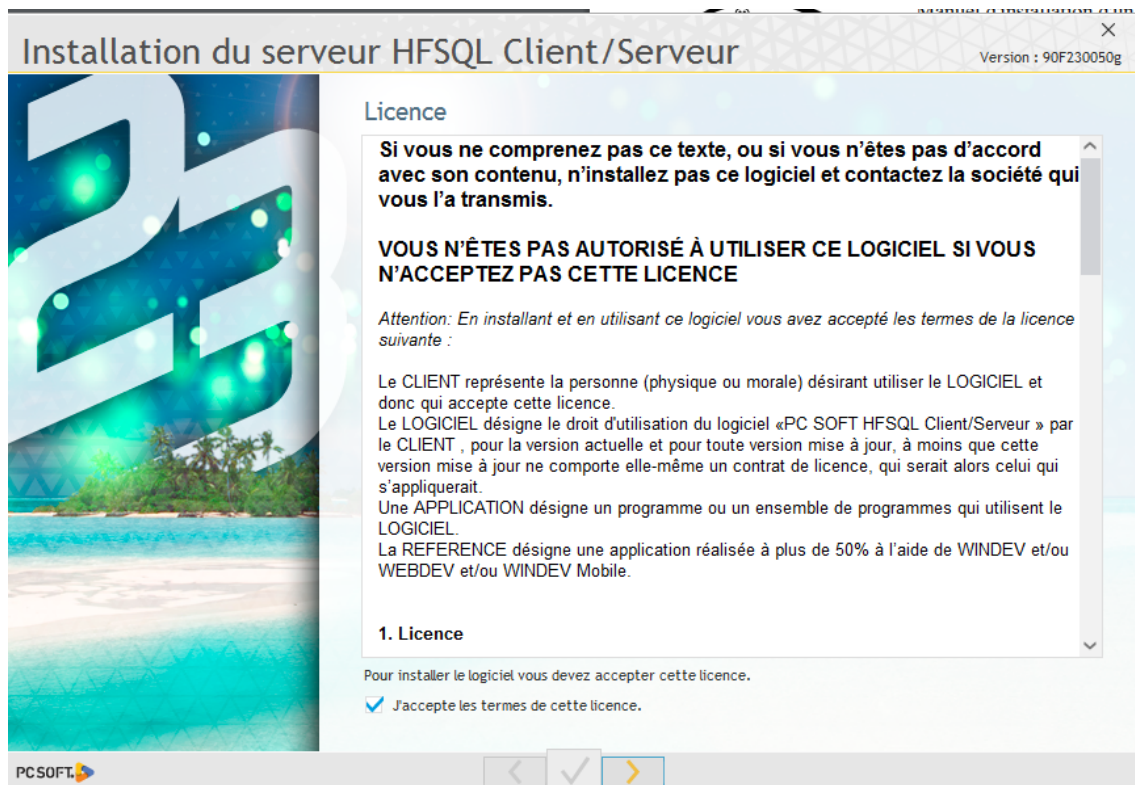 Manuel d'installation d'un
Installation du serveur HFSQL Client/Serveur
Version : 90F230050g
23
Licence
Si vous ne comprenez pas ce texte, ou si vous n'êtes pas d'accord
avec son contenu, n'installez pas ce logiciel et contactez la société qui
vous l'a transmis.
VOUS N'ÊTES PAS AUTORISÉ À UTILISER CE LOGICIEL SI VOUS
N'ACCEPTEZ PAS CETTE LICENCE
Attention: En installant et en utilisant ce logiciel vous avez accepté les termes de la licence
suivante :
Le CLIENT représente la personne (physique ou morale) désirant utiliser le LOGICIEL et
donc qui accepte cette licence.
Le LOGICIEL désigne le droit d'utilisation du logiciel «PC SOFT HFSQL Client/Serveur » par
le CLIENT , pour la version actuelle et pour toute version mise à jour, à moins que cette
version mise à jour ne comporte elle-même un contrat de licence, qui serait alors celui qui
s'appliquerait.
Une APPLICATION désigne un programme ou un ensemble de programmes qui utilisent le
LOGICIEL.
La REFERENCE désigne une application réalisée à plus de 50% à l'aide de WINDEV et/ou
WEBDEV et/ou WINDEV Mobile.
1. Licence
Pour installer le logiciel vous devez accepter cette licence.
J'accepte les termes de cette licence.
PC SOFT